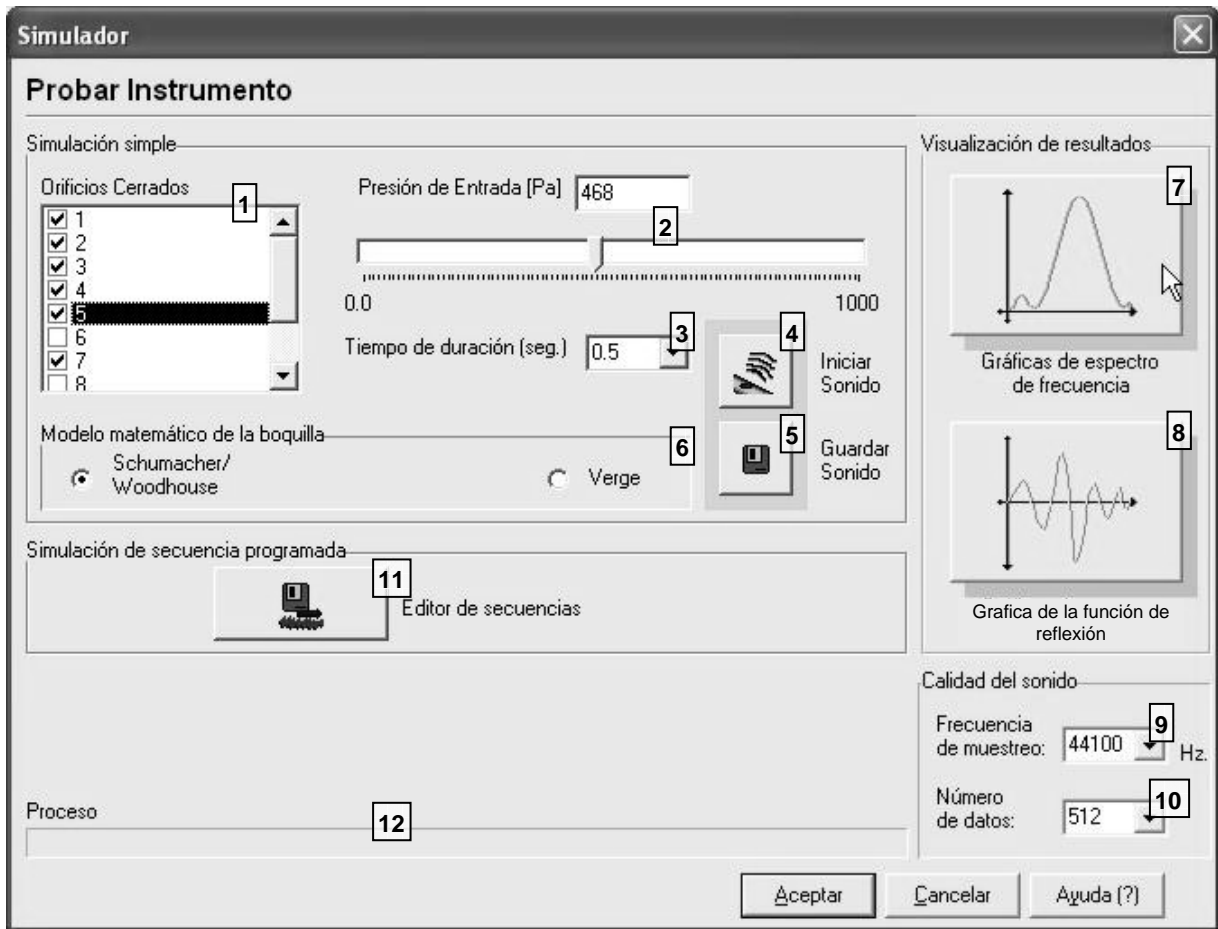 Simulador
Probar Instrumento
Simulación simple
Orificios Cerrados
1
1
2
3
4
5
6
7
8
Presión de Entrada [Pa]
468
2
0.0
1000
Tiempo de duración (seg.)
0.5
3
4
Iniciar
Sonido
5
Guardar
Sonido
Modelo matemático de la boquilla
6
Schumacher/
Woodhouse
Verge
Simulación de secuencia programada
11
Editor de secuencias
Proceso
12
Visualización de resultados
7
Gráficas de espectro
de frecuencia
8
Grafica de la función de
reflexión
Calidad del sonido
Frecuencia
de muestreo:
44100
9
Hz.
Número
de datos:
512
10
Aceptar
Cancelar
Ayuda (?)